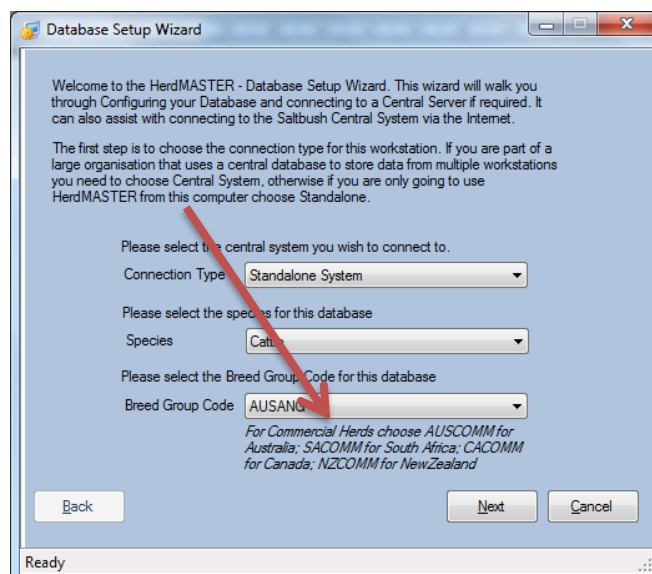 Database Setup Wizard
Welcome to the HerdMASTER - Database Setup Wizard. This wizard will walk you
through Configuring your Database and connecting to a Central Server if required. It
can also assist with connecting to the Saltbush Central System via the Internet.
The first step is to choose the connection type for this workstation. If you are part of a
large organisation that uses a central database to store data from multiple workstations
you need to choose Central System, otherwise if you are only going to use
HerdMASTER from this computer choose Standalone.
Please select the central system you wish to connect to.
Connection Type Standalone System
Please select the species for this database
Species Cattle
Please select the Breed Group Code for this database
Breed Group Code AUSANG
For Commercial Herds choose AUSCOMM for
Australia; SACOMM for South Africa; CACOMM
for Canada; NZCOMM for NewZealand
Back Next Cancel
Ready